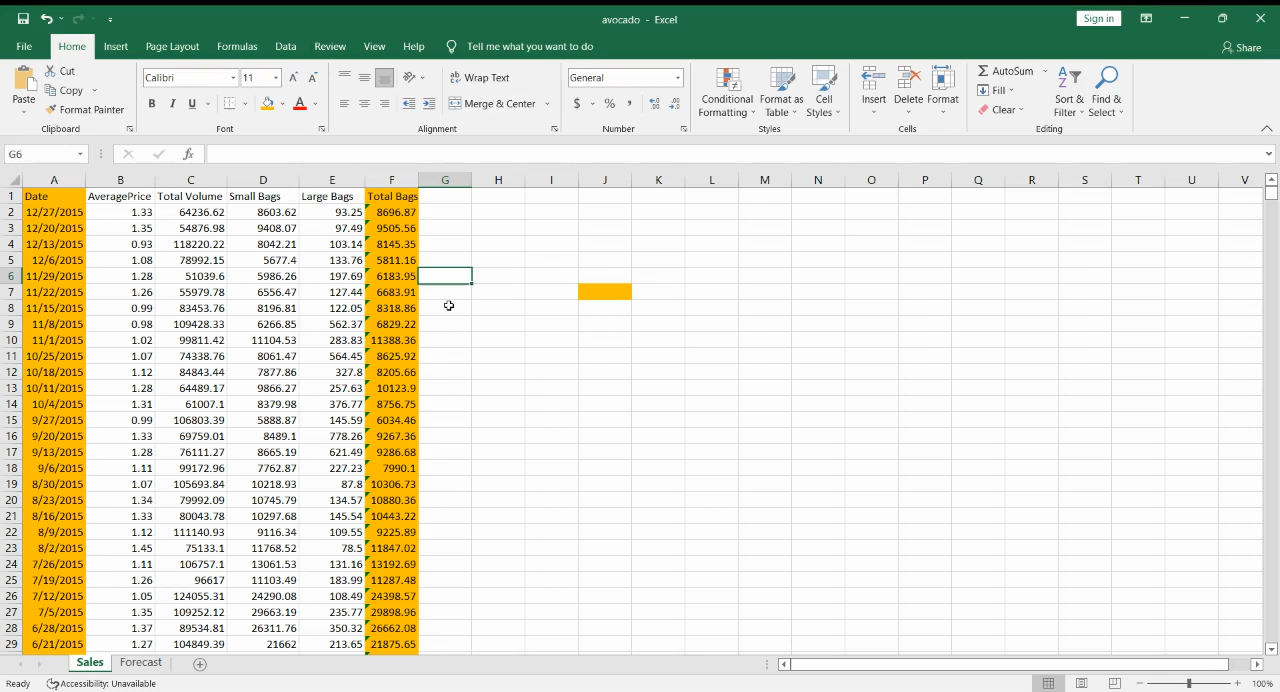 avocado - Excel
Sign in
File Home Insert Page Layout Formulas Data Review View Help Tell me what you want to do Share
Paste Cut Copy Format Painter
Calibri 11 A A
B I U A
ab Wrap Text
Merge & Center
General
$ % ,
Conditional Formatting Format as Table Cell Styles
Insert Delete Format
AutoSum Fill Clear
Sort & Filter Find & Select
Clipboard Font Alignment Number Styles Cells Editing
G6 fx
A B C D E F G H I J K L M N O P Q R S T U V
1 Date AveragePrice Total Volume Small Bags Large Bags Total Bags
2 12/27/2015 1.33 64236.62 8603.62 93.25 8696.87
3 12/20/2015 1.35 54876.98 9408.07 97.49 9505.56
4 12/13/2015 0.93 118220.22 8042.21 103.14 8145.35
5 12/6/2015 1.08 78992.15 5677.4 133.76 5811.16
6 11/29/2015 1.28 51039.6 5986.26 197.69 6183.95
7 11/22/2015 1.26 55979.78 6556.47 127.44 6683.91
8 11/15/2015 0.99 83453.76 8196.81 122.05 8318.86
9 11/8/2015 0.98 109428.33 6266.85 562.37 6829.22
10 11/1/2015 1.02 99811.42 11104.53 283.83 11388.36
11 10/25/2015 1.07 74338.76 8061.47 564.45 8625.92
12 10/18/2015 1.12 84843.44 7877.86 327.8 8205.66
13 10/11/2015 1.28 64489.17 9866.27 257.63 10123.9
14 10/4/2015 1.31 61007.1 8379.98 376.77 8756.75
15 9/27/2015 0.99 106803.39 5888.87 145.59 6034.46
16 9/20/2015 1.33 69759.01 8489.1 778.26 9267.36
17 9/13/2015 1.28 76111.27 8665.19 621.49 9286.68
18 9/6/2015 1.11 99172.96 7762.87 227.23 7990.1
19 8/30/2015 1.07 105693.84 10218.93 87.8 10306.73
20 8/23/2015 1.34 79992.09 10745.79 134.57 10880.36
21 8/16/2015 1.33 80043.78 10297.68 145.54 10443.22
22 8/9/2015 1.12 111140.93 9116.34 109.55 9225.89
23 8/2/2015 1.45 75133.1 11768.52 78.5 11847.02
24 7/26/2015 1.11 106757.1 13061.53 131.16 13192.69
25 7/19/2015 1.26 96617 11103.49 183.99 11287.48
26 7/12/2015 1.05 124055.31 24290.08 108.49 24398.57
27 7/5/2015 1.35 109252.12 29663.19 235.77 29898.96
28 6/28/2015 1.37 89534.81 26311.76 350.32 26662.08
29 6/21/2015 1.27 104849.39 21662 213.65 21875.65
Sales Forecast
Ready Accessibility: Unavailable 100%